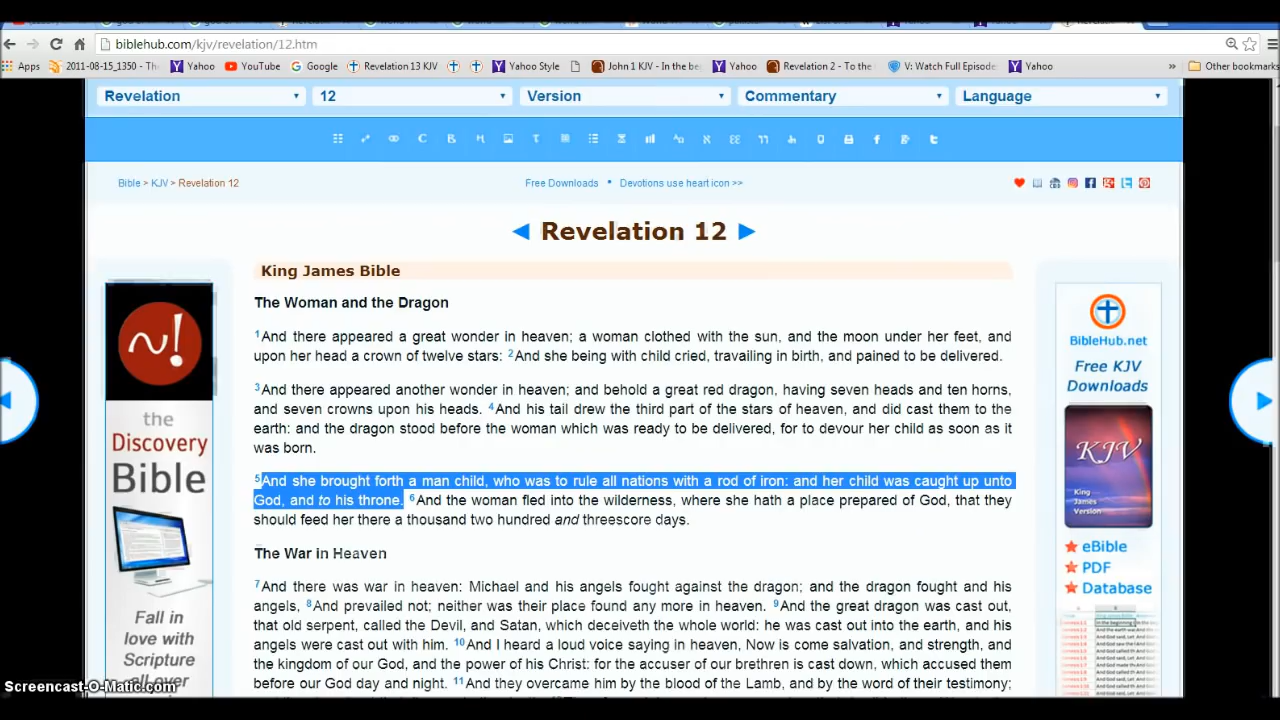 biblehub.com/kjv/revelation/12.htm
Apps 2011-08-15_1350 - The Yahoo YouTube Google Revelation 13 KJV Yahoo Style John 1 KJV - In the be Yahoo Revelation 2 - To the V: Watch Full Episode Yahoo » Other bookmarks
Revelation 12 Version Commentary Language
Bible > KJV > Revelation 12 Free Downloads • Devotions use heart icon >>
Revelation 12
King James Bible
The Woman and the Dragon
1And there appeared a great wonder in heaven; a woman clothed with the sun, and the moon under her feet, and
upon her head a crown of twelve stars: 2And she being with child cried, travailing in birth, and pained to be delivered.
3And there appeared another wonder in heaven; and behold a great red dragon, having seven heads and ten horns,
and seven crowns upon his heads. 4And his tail drew the third part of the stars of heaven, and did cast them to the
earth: and the dragon stood before the woman which was ready to be delivered, for to devour her child as soon as it
was born.
5And she brought forth a man child, who was to rule all nations with a rod of iron: and her child was caught up unto
God, and to his throne. 6And the woman fled into the wilderness, where she hath a place prepared of God, that they
should feed her there a thousand two hundred and threescore days.
The War in Heaven
7And there was war in heaven: Michael and his angels fought against the dragon; and the dragon fought and his
angels, 8And prevailed not; neither was their place found any more in heaven. 9And the great dragon was cast out,
that old serpent, called the Devil, and Satan, which deceiveth the whole world: he was cast out into the earth, and his
angels were cast out with him. 10And I heard a loud voice saying in heaven, Now is come salvation, and strength, and
the kingdom of our God, and the power of his Christ: for the accuser of our brethren is cast down, which accused them
before our God day and night. And they overcame him by the blood of the Lamb, and by the word of their testimony;
the
Discovery
Bible
Fall in
love with
Scripture
all over
BibleHub.net
Free KJV
Downloads
KJV
King
James
Version
eBible
PDF
Database
Screencast-O-Matic.com